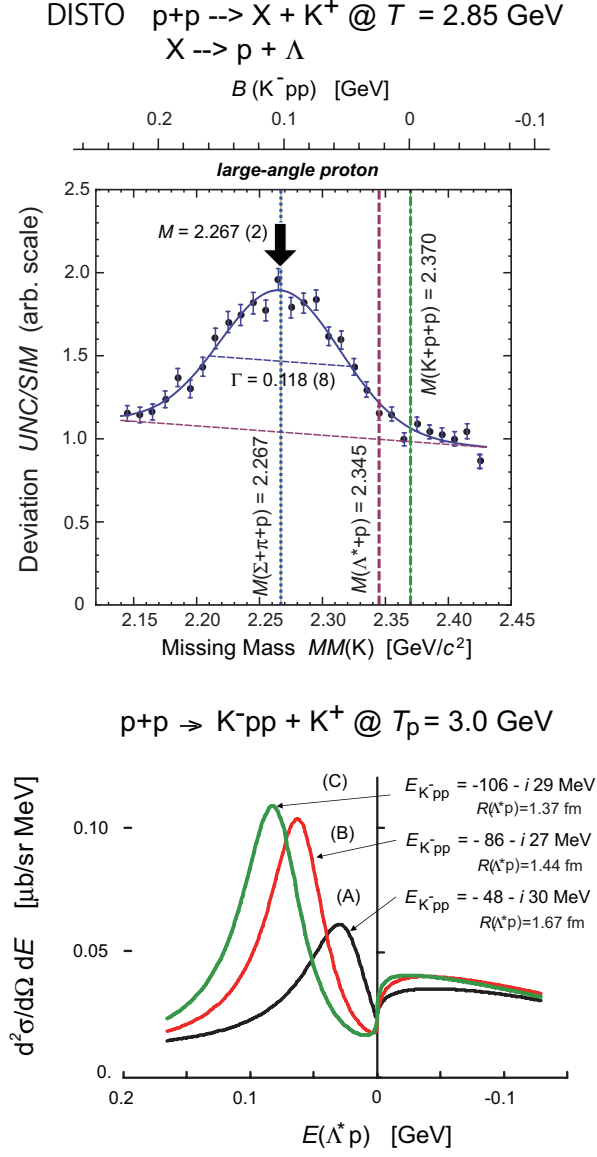 DISTO p+p --> X + K⁺ @ T = 2.85 GeV
X --> p + Λ
B (K⁻pp) [GeV]
0.2 0.1 0 -0.1
large-angle proton
2.5
2.0
1.5
1.0
0.5
0
Deviation UNC/SIM (arb. scale)
M = 2.267 (2)
Γ = 0.118 (8)
M(Σ+π+p) = 2.267
M(Λ*+p) = 2.345
M(K+p+p) = 2.370
2.15 2.20 2.25 2.30 2.35 2.40 2.45
Missing Mass MM(K) [GeV/c²]
p+p → K⁻pp + K⁺ @ Tp = 3.0 GeV
d²σ/dΩ dE [μb/sr MeV]
0.10
0.05
0.
(C)
(B)
(A)
E K⁻pp = -106 - i 29 MeV
R(Λ*p) = 1.37 fm
E K⁻pp = - 86 - i 27 MeV
R(Λ*p) = 1.44 fm
E K⁻pp = - 48 - i 30 MeV
R(Λ*p) = 1.67 fm
0.2 0.1 0 -0.1
E(Λ*p) [GeV]